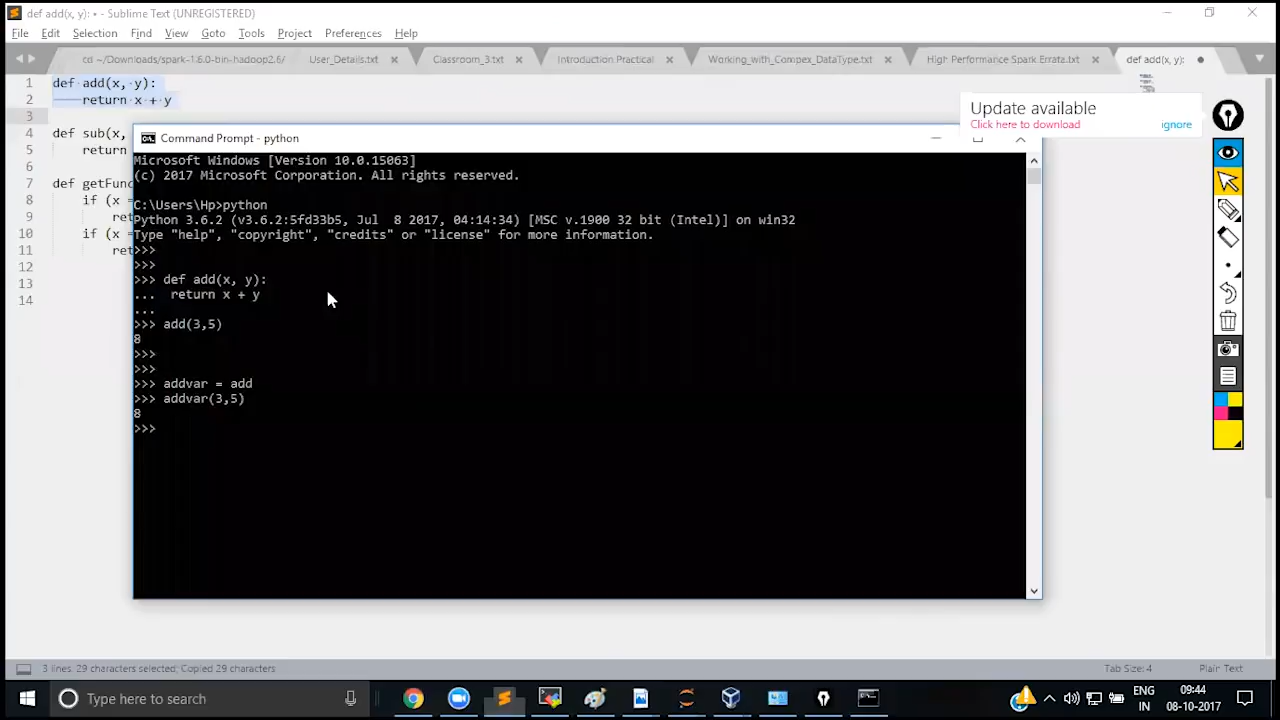 def add(x, y): • - Sublime Text (UNREGISTERED)
File Edit Selection Find View Goto Tools Project Preferences Help
cd ~/Downloads/spark-1.6.0-bin-hadoop2.6/ User_Details.txt Classroom_3.txt Introduction Practical Working_with_Compex_DataType.txt High Performance Spark Errata.txt def add(x, y):
1 def add(x, y):
2 return x + y
3
4 def sub(x,
5 return
6
7 def getFunc
8 if (x =
9 ret
10 if (x =
11 ret
12
13
14
Update available
Click here to download ignore
Command Prompt - python
Microsoft Windows [Version 10.0.15063]
(c) 2017 Microsoft Corporation. All rights reserved.
C:\Users\Hp>python
Python 3.6.2 (v3.6.2:5fd33b5, Jul 8 2017, 04:14:34) [MSC v.1900 32 bit (Intel)] on win32
Type "help", "copyright", "credits" or "license" for more information.
>>>
>>>
>>> def add(x, y):
... return x + y
...
>>> add(3,5)
8
>>>
>>>
>>> addvar = add
>>> addvar(3,5)
8
>>>
3 lines, 29 characters selected; Copied 29 characters Tab Size: 4 Plain Text
Type here to search
ENG
IN
09:44
08-10-2017